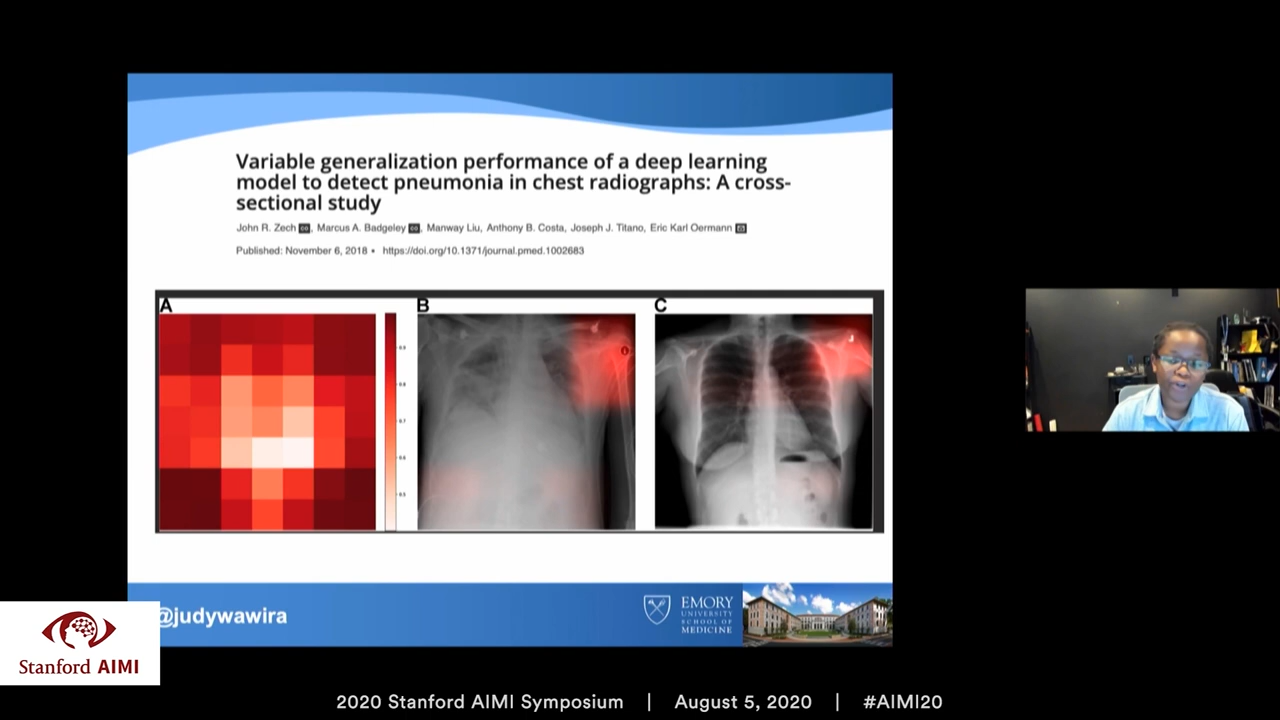 Variable generalization performance of a deep learning
model to detect pneumonia in chest radiographs: A cross-
sectional study
John R. Zech, Marcus A. Badgeley, Manway Liu, Anthony B. Costa, Joseph J. Titano, Eric Karl Oermann
Published: November 6, 2018 • https://doi.org/10.1371/journal.pmed.1002683
A B C
@judywawira
EMORY
UNIVERSITY
SCHOOL OF
MEDICINE
Stanford AIMI
2020 Stanford AIMI Symposium | August 5, 2020 | #AIMI20